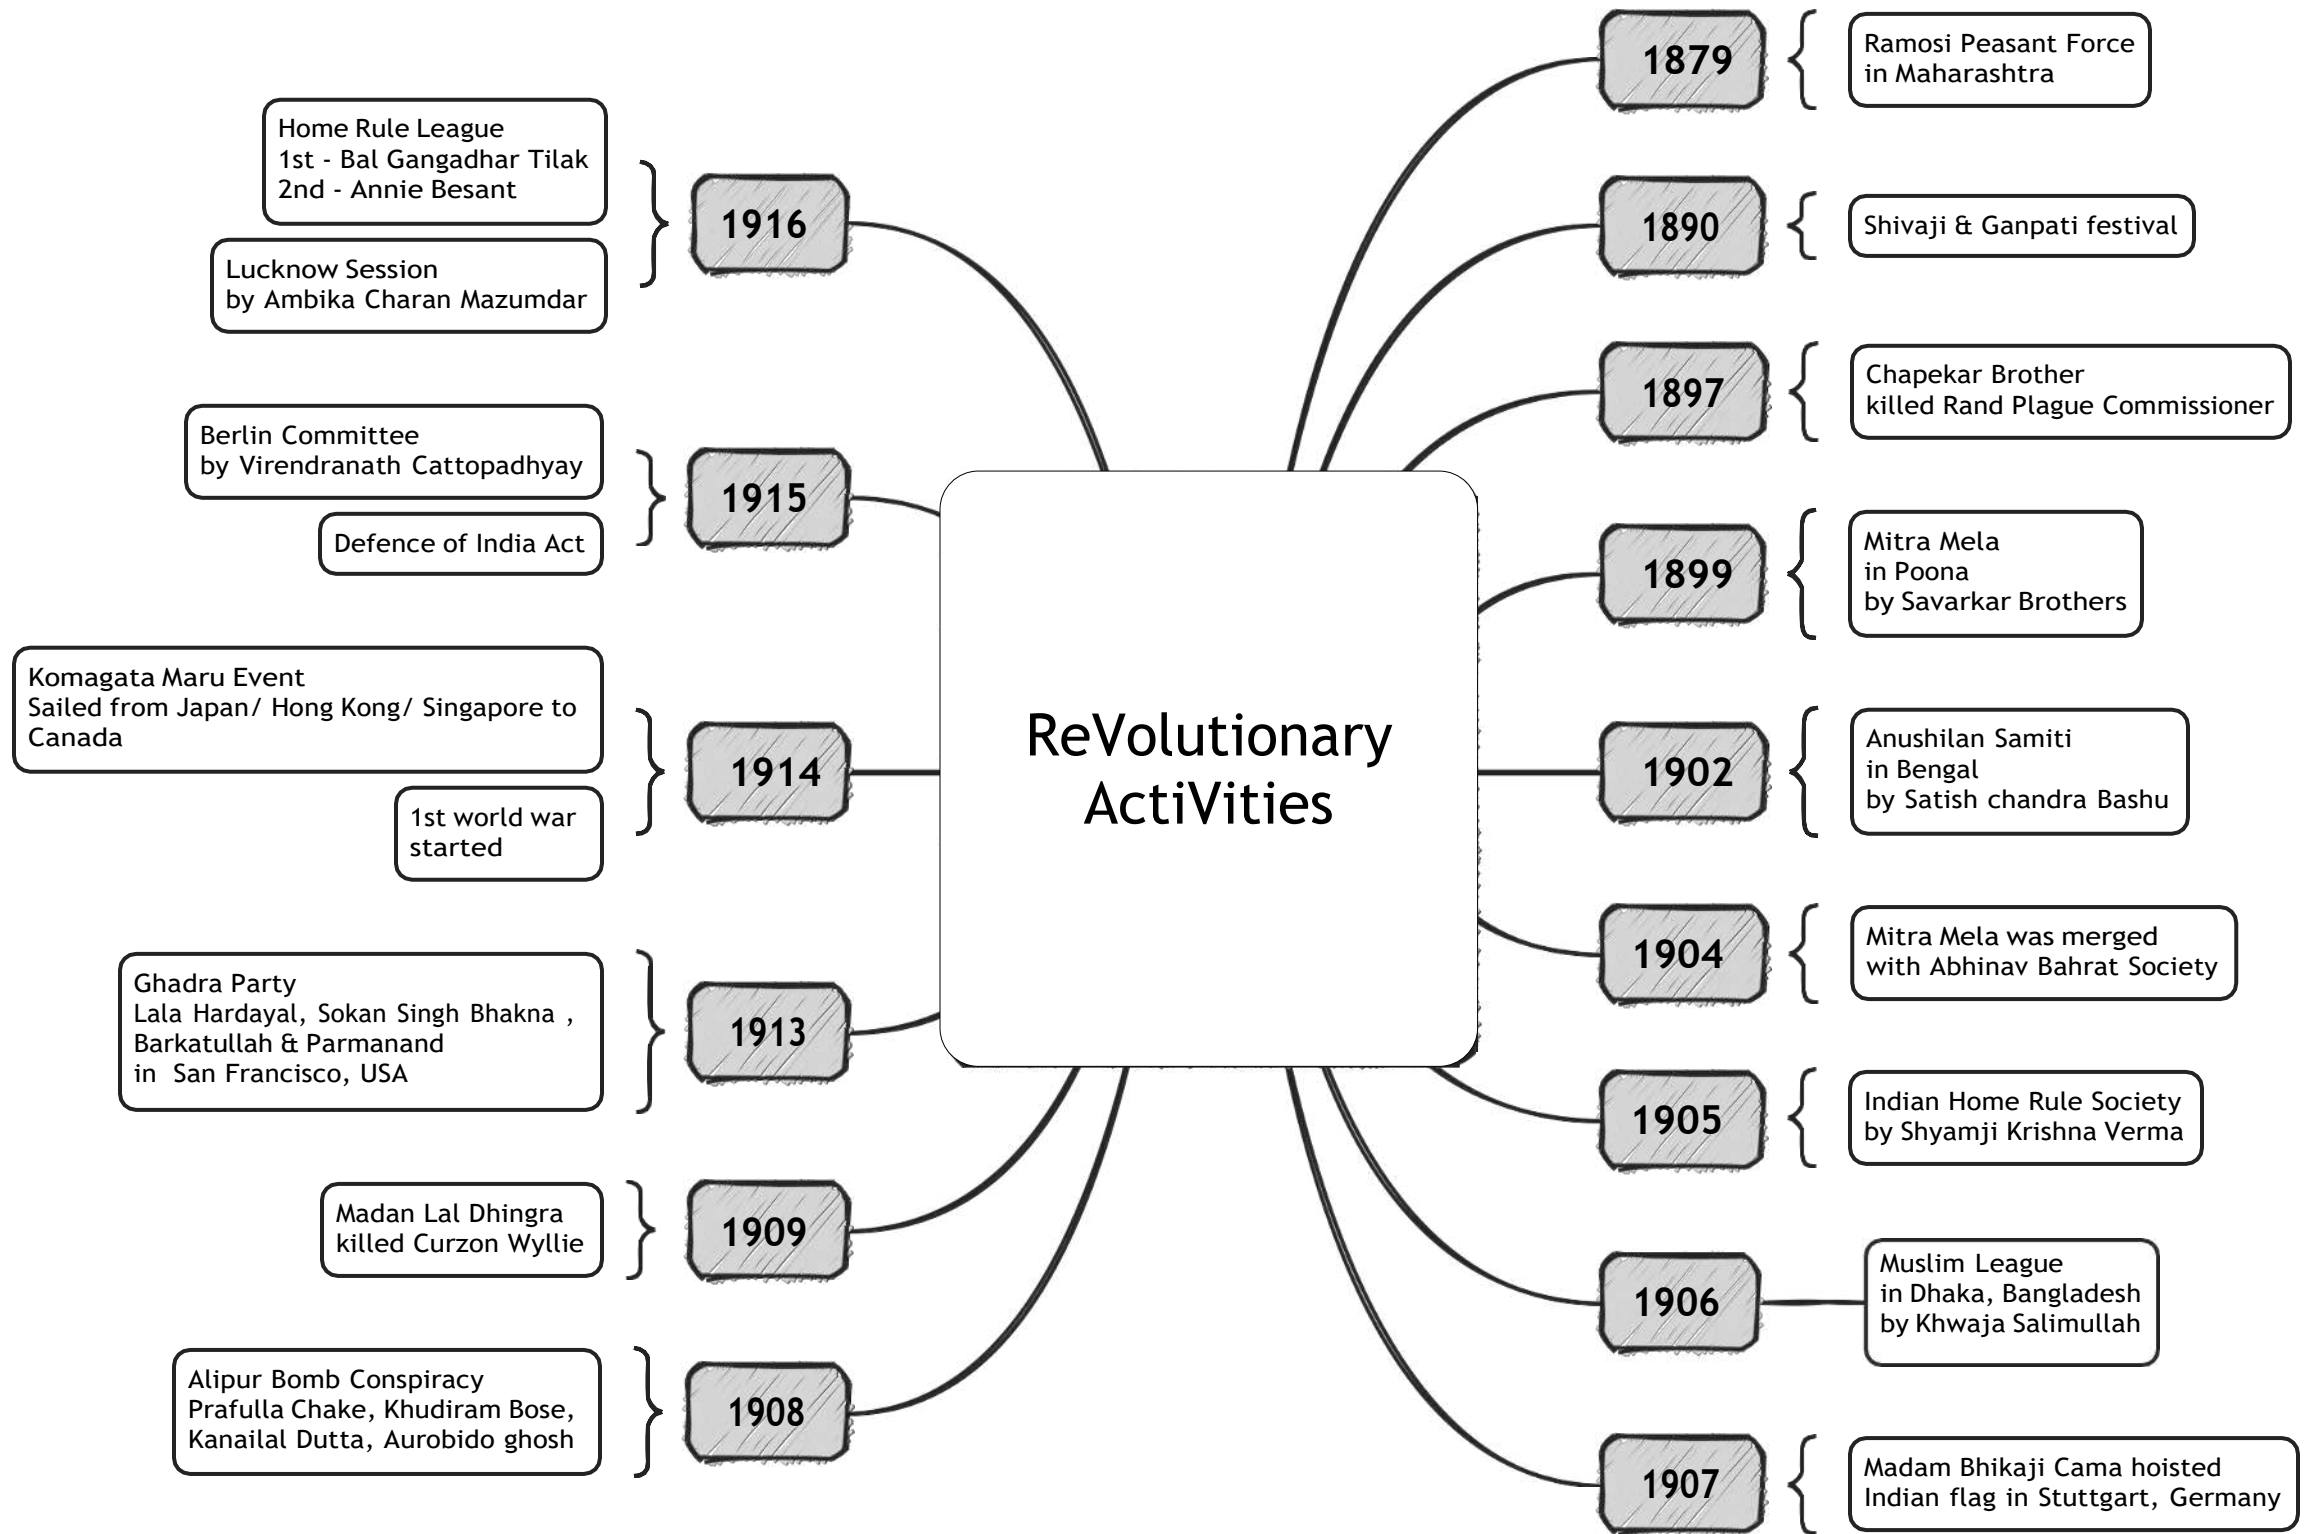 ReVolutionary
ActiVities
1879
Ramosi Peasant Force
in Maharashtra
1890
Shivaji & Ganpati festival
1897
Chapekar Brother
killed Rand Plague Commissioner
1899
Mitra Mela
in Poona
by Savarkar Brothers
1902
Anushilan Samiti
in Bengal
by Satish chandra Bashu
1904
Mitra Mela was merged
with Abhinav Bahrat Society
1905
Indian Home Rule Society
by Shyamji Krishna Verma
1906
Muslim League
in Dhaka, Bangladesh
by Khwaja Salimullah
1907
Madam Bhikaji Cama hoisted
Indian flag in Stuttgart, Germany
1908
Alipur Bomb Conspiracy
Prafulla Chake, Khudiram Bose,
Kanailal Dutta, Aurobido ghosh
1909
Madan Lal Dhingra
killed Curzon Wyllie
1913
Ghadra Party
Lala Hardayal, Sokan Singh Bhakna ,
Barkatullah & Parmanand
in San Francisco, USA
1914
Komagata Maru Event
Sailed from Japan/ Hong Kong/ Singapore to
Canada
1st world war
started
1915
Berlin Committee
by Virendranath Cattopadhyay
Defence of India Act
1916
Home Rule League
1st - Bal Gangadhar Tilak
2nd - Annie Besant
Lucknow Session
by Ambika Charan Mazumdar